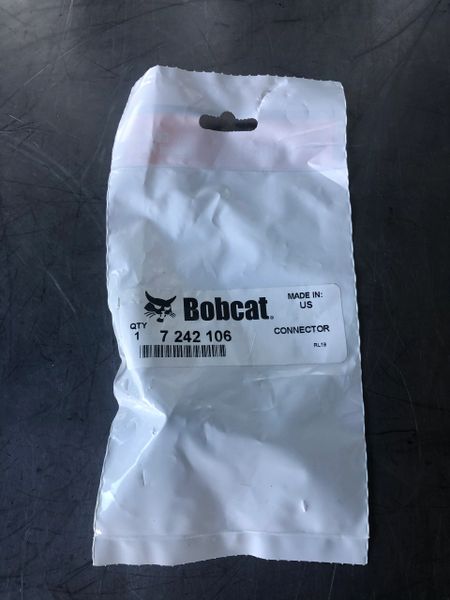 Bobcat.
MADE IN:
US
QTY
1
7 242 106
CONNECTOR
RL19